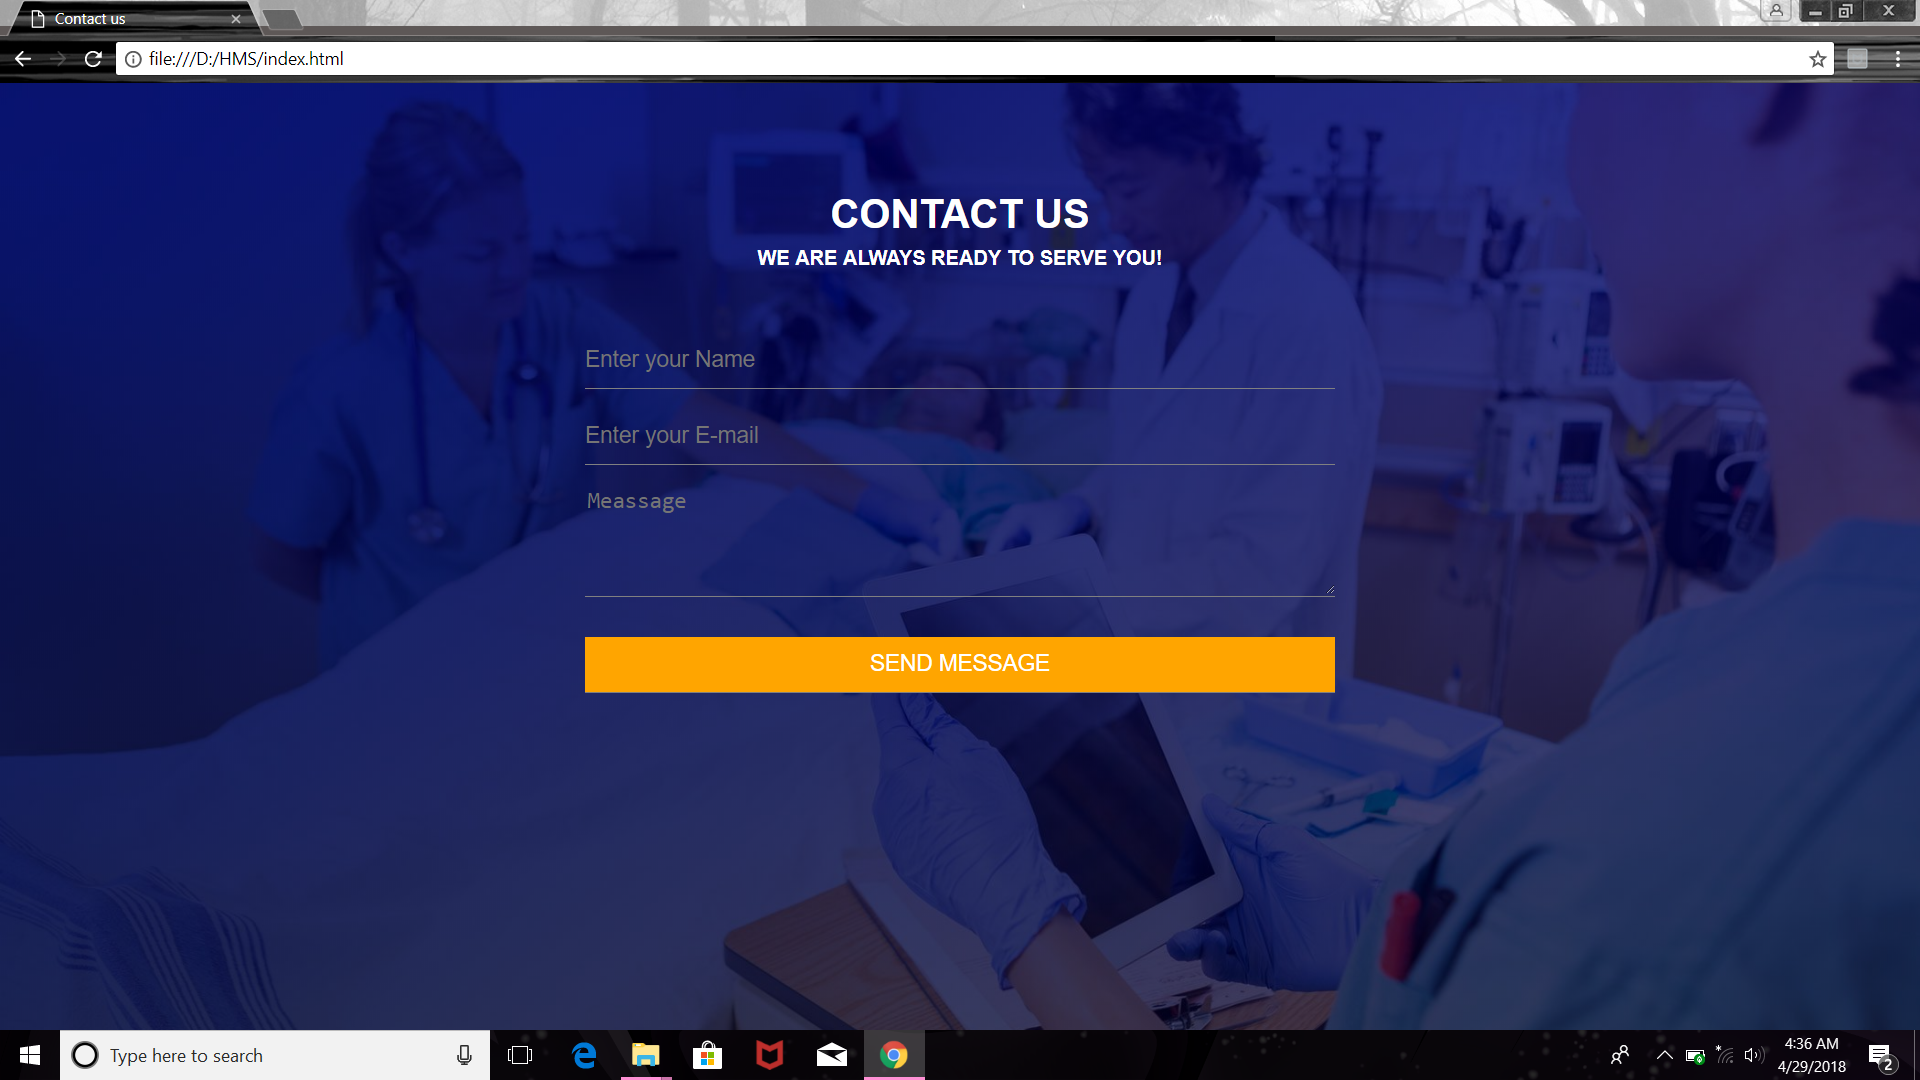 Contact us
file:///D:/HMS/index.html
CONTACT US
WE ARE ALWAYS READY TO SERVE YOU!
Enter your Name
Enter your E-mail
Meassage
SEND MESSAGE
Type here to search
4:36 AM
4/29/2018
2